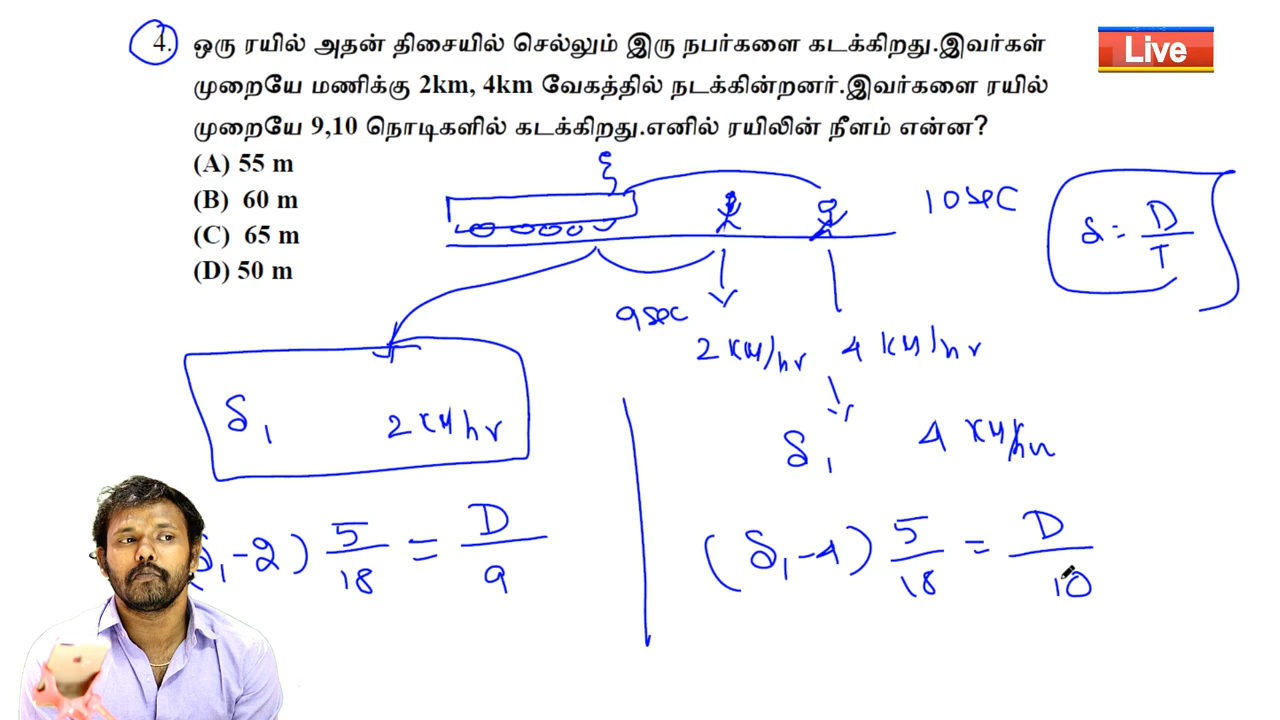 4. ஒரு ரயில் அதன் திசையில் செல்லும் இரு நபர்களை கடக்கிறது.இவர்கள்
முறையே மணிக்கு 2km, 4km வேகத்தில் நடக்கின்றனர்.இவர்களை ரயில்
முறையே 9,10 நொடிகளில் கடக்கிறது.எனில் ரயிலின் நீளம் என்ன?
(A) 55 m
(B) 60 m
(C) 65 m
(D) 50 m
Live
10 sec
S = D/T
9 sec
2 KM/hr 4 KM/hr
S₁ 2 KM/hr
S₁ 4 KM/hr
(S₁-2) 5/18 = D/9
(S₁-4) 5/18 = D/10